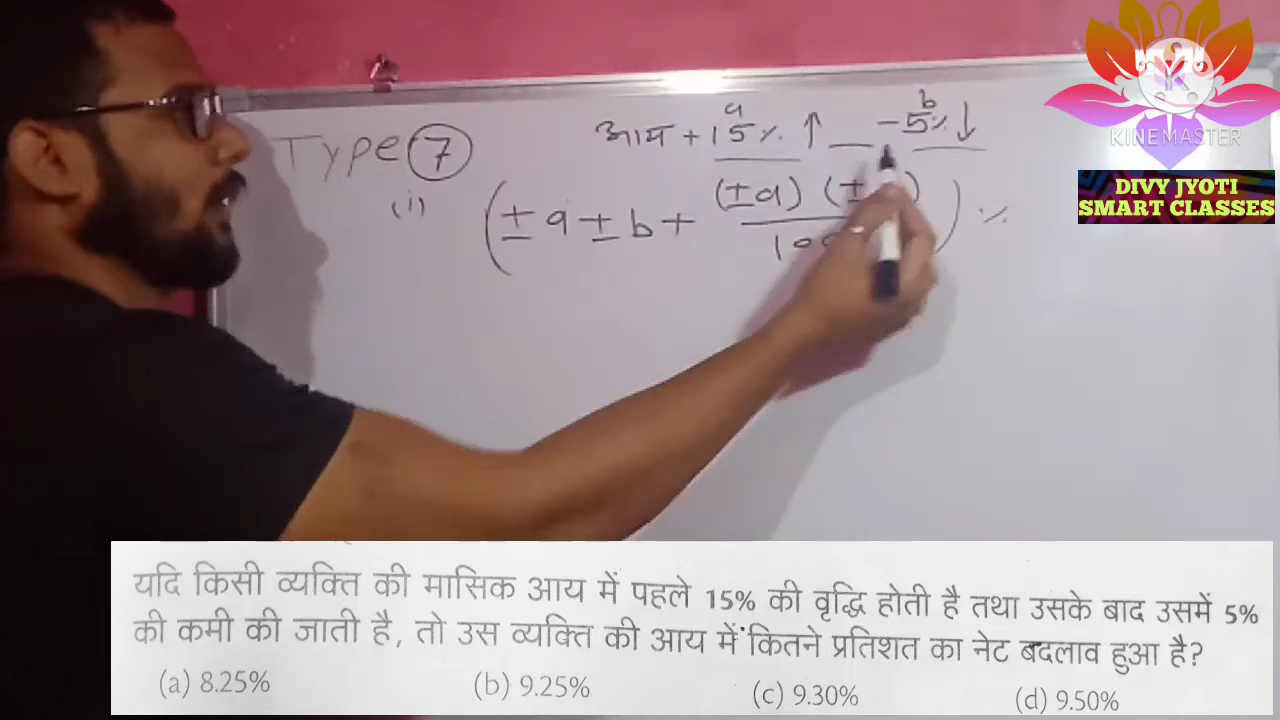 Type 7
आय + 15% ↑ - 5% ↓
a b
(i) (± a ± b + (±a) (± ) / 100 ) %
KINEMASTER
DIVY JYOTI
SMART CLASSES
यदि किसी व्यक्ति की मासिक आय में पहले 15% की वृद्धि होती है तथा उसके बाद उसमें 5%
की कमी की जाती है, तो उस व्यक्ति की आय में कितने प्रतिशत का नेट बदलाव हुआ है?
(a) 8.25% (b) 9.25% (c) 9.30% (d) 9.50%